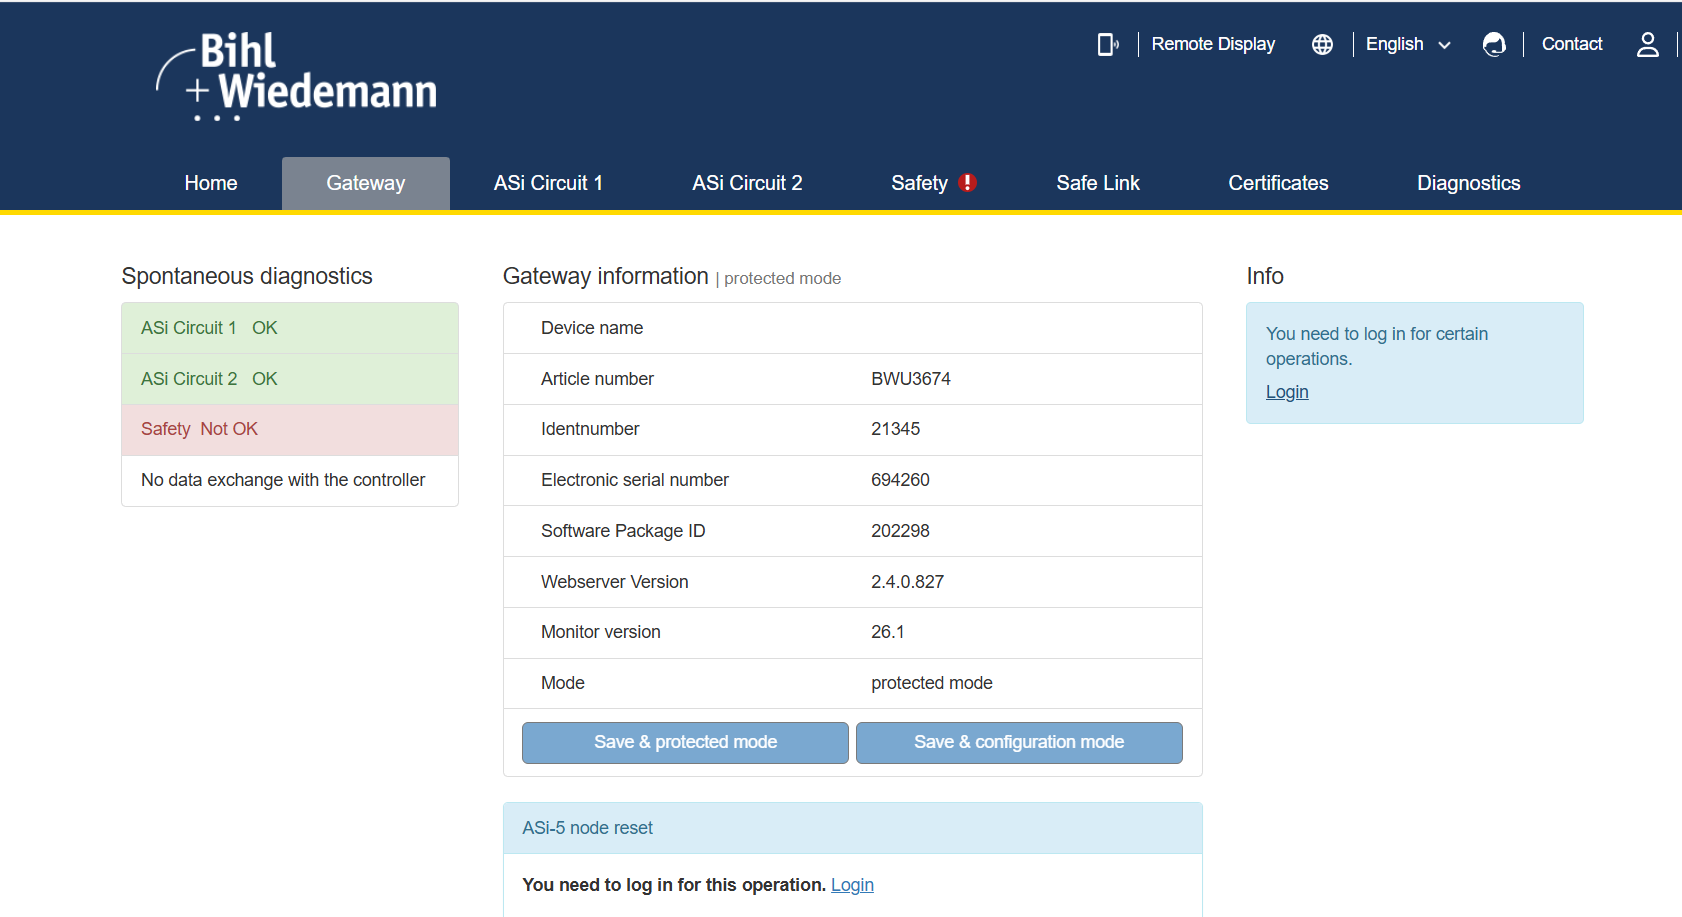 Bihl
+Wiedemann
Remote Display
English
Contact
Home
Gateway
ASi Circuit 1
ASi Circuit 2
Safety
Safe Link
Certificates
Diagnostics
Spontaneous diagnostics
ASi Circuit 1 OK
ASi Circuit 2 OK
Safety Not OK
No data exchange with the controller
Gateway information | protected mode
Device name
Article number BWU3674
Identnumber 21345
Electronic serial number 694260
Software Package ID 202298
Webserver Version 2.4.0.827
Monitor version 26.1
Mode protected mode
Save & protected mode
Save & configuration mode
ASi-5 node reset
You need to log in for this operation. Login
Info
You need to log in for certain
operations.
Login